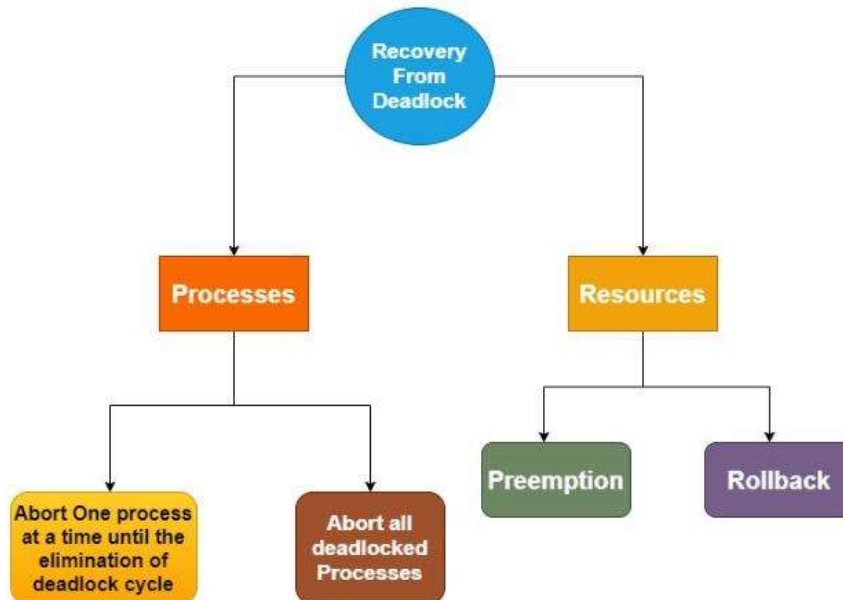 Recovery
From
Deadlock
Processes
Resources
Abort One process
at a time until the
elimination of
deadlock cycle
Abort all
deadlocked
Processes
Preemption
Rollback